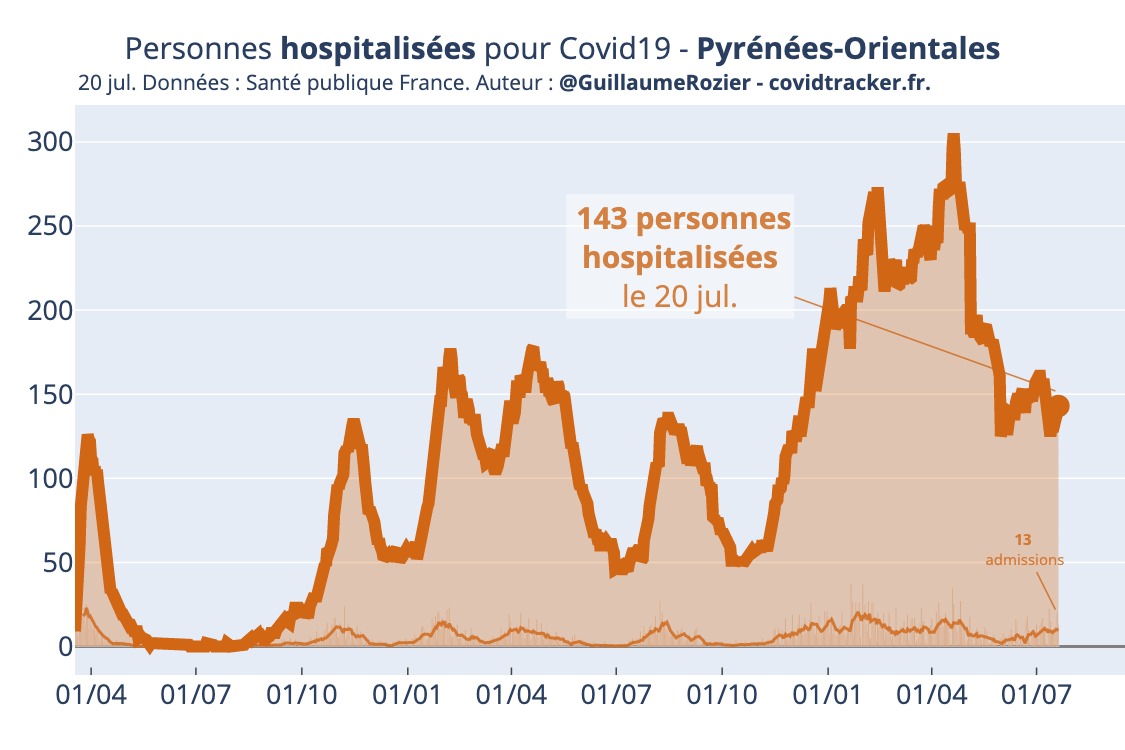 Personnes hospitalisées pour Covid19 - Pyrénées-Orientales
20 jul. Données : Santé publique France. Auteur : @GuillaumeRozier - covidtracker.fr.
300
250
200
150
100
50
0
143 personnes
hospitalisées
le 20 jul.
13
admissions
01/04 01/07 01/10 01/01 01/04 01/07 01/10 01/01 01/04 01/07